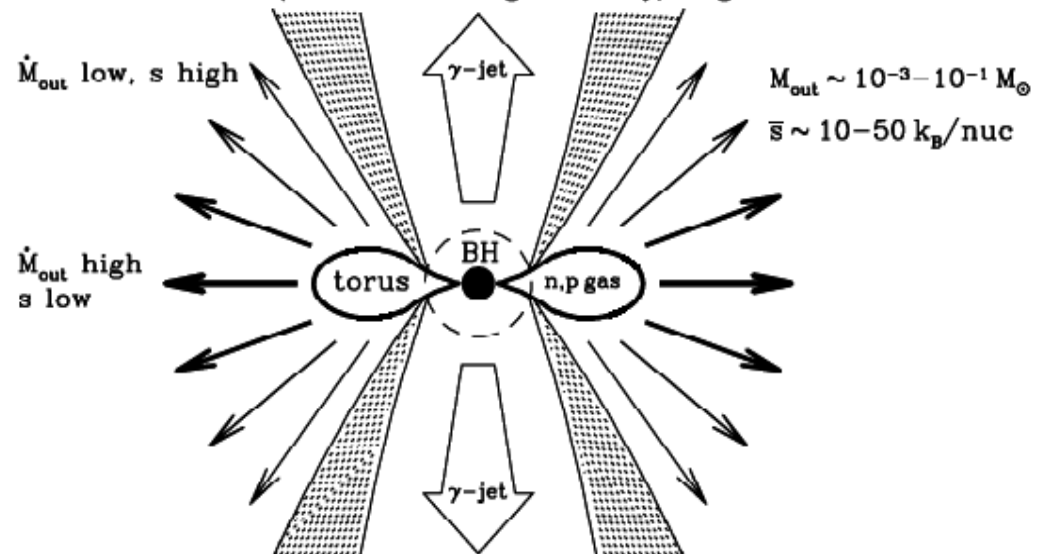 γ-jet
Ṁout low, s high
Mout ~ 10⁻³–10⁻¹ M⊙
s̄ ~ 10–50 kB/nuc
BH
Ṁout high
s low
torus
n,p gas
γ-jet